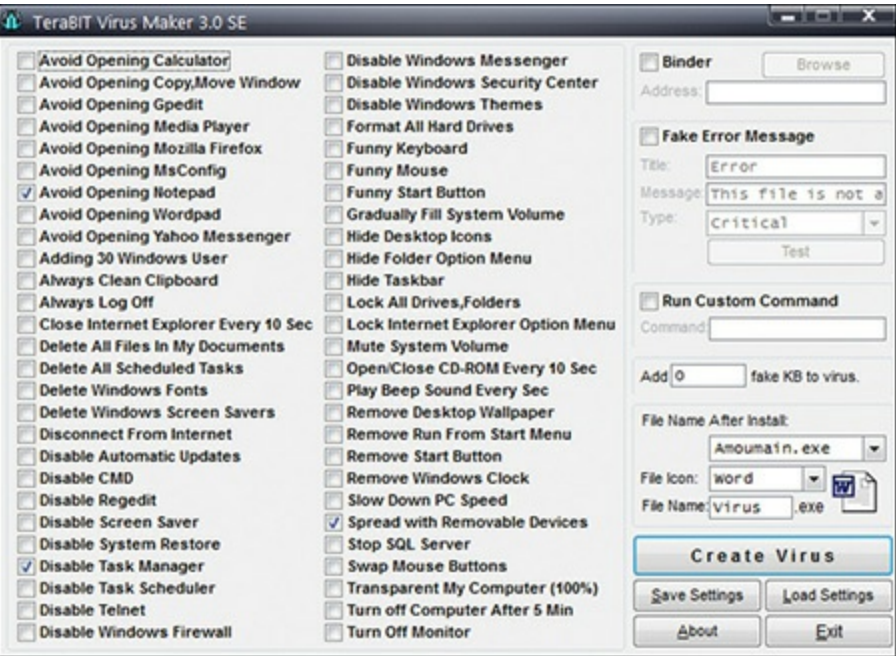 TeraBIT Virus Maker 3.0 SE
Avoid Opening Calculator
Avoid Opening Copy,Move Window
Avoid Opening Gpedit
Avoid Opening Media Player
Avoid Opening Mozilla Firefox
Avoid Opening MsConfig
Avoid Opening Notepad
Avoid Opening Wordpad
Avoid Opening Yahoo Messenger
Adding 30 Windows User
Always Clean Clipboard
Always Log Off
Close Internet Explorer Every 10 Sec
Delete All Files In My Documents
Delete All Scheduled Tasks
Delete Windows Fonts
Delete Windows Screen Savers
Disconnect From Internet
Disable Automatic Updates
Disable CMD
Disable Regedit
Disable Screen Saver
Disable System Restore
Disable Task Manager
Disable Task Scheduler
Disable Telnet
Disable Windows Firewall
Disable Windows Messenger
Disable Windows Security Center
Disable Windows Themes
Format All Hard Drives
Funny Keyboard
Funny Mouse
Funny Start Button
Gradually Fill System Volume
Hide Desktop Icons
Hide Folder Option Menu
Hide Taskbar
Lock All Drives,Folders
Lock Internet Explorer Option Menu
Mute System Volume
Open/Close CD-ROM Every 10 Sec
Play Beep Sound Every Sec
Remove Desktop Wallpaper
Remove Run From Start Menu
Remove Start Button
Remove Windows Clock
Slow Down PC Speed
Spread with Removable Devices
Stop SQL Server
Swap Mouse Buttons
Transparent My Computer (100%)
Turn off Computer After 5 Min
Turn Off Monitor
Binder Browse
Address:
Fake Error Message
Title: Error
Message: This file is not a
Type: Critical
Test
Run Custom Command
Command:
Add 0 fake KB to virus.
File Name After Install:
Amoumain.exe
File Icon: Word W
File Name: virus .exe
Create Virus
Save Settings Load Settings
About Exit